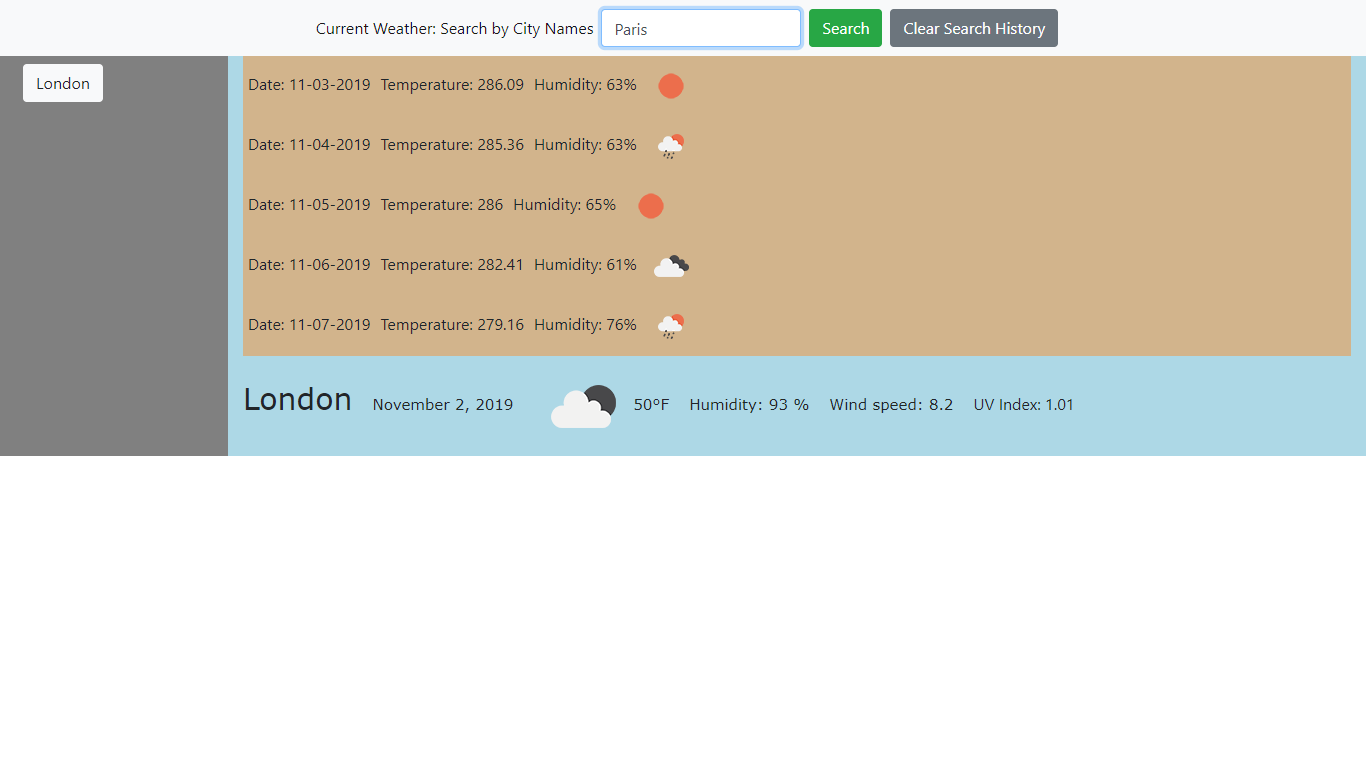 Current Weather: Search by City Names Paris Search Clear Search History
London
Date: 11-03-2019 Temperature: 286.09 Humidity: 63%
Date: 11-04-2019 Temperature: 285.36 Humidity: 63%
Date: 11-05-2019 Temperature: 286 Humidity: 65%
Date: 11-06-2019 Temperature: 282.41 Humidity: 61%
Date: 11-07-2019 Temperature: 279.16 Humidity: 76%
London November 2, 2019 50ºF Humidity: 93 % Wind speed: 8.2 UV Index: 1.01